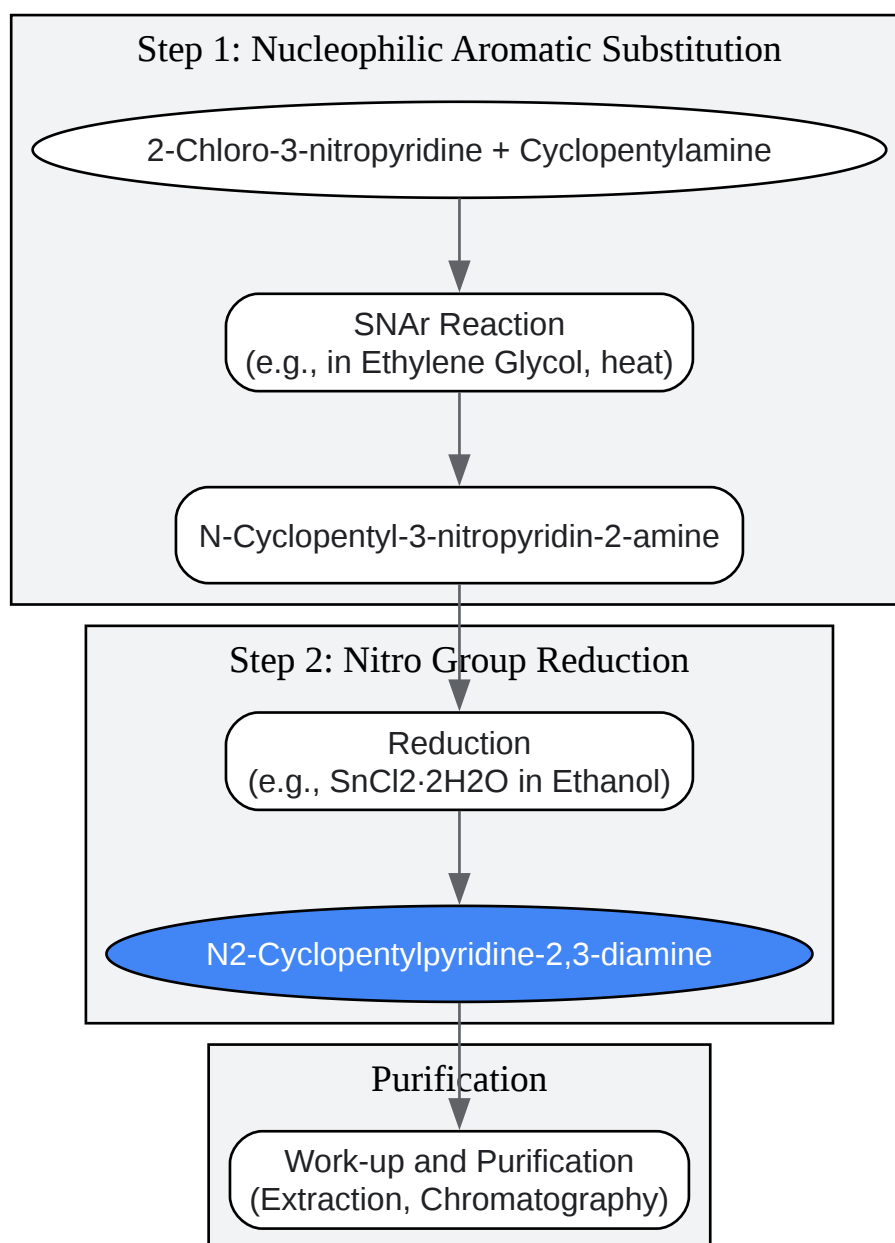 Step 1: Nucleophilic Aromatic Substitution
2-Chloro-3-nitropyridine + Cyclopentylamine
SNAr Reaction
(e.g., in Ethylene Glycol, heat)
N-Cyclopentyl-3-nitropyridin-2-amine
Step 2: Nitro Group Reduction
Reduction
(e.g., SnCl2·2H2O in Ethanol)
N2-Cyclopentylpyridine-2,3-diamine
Purification
Work-up and Purification
(Extraction, Chromatography)